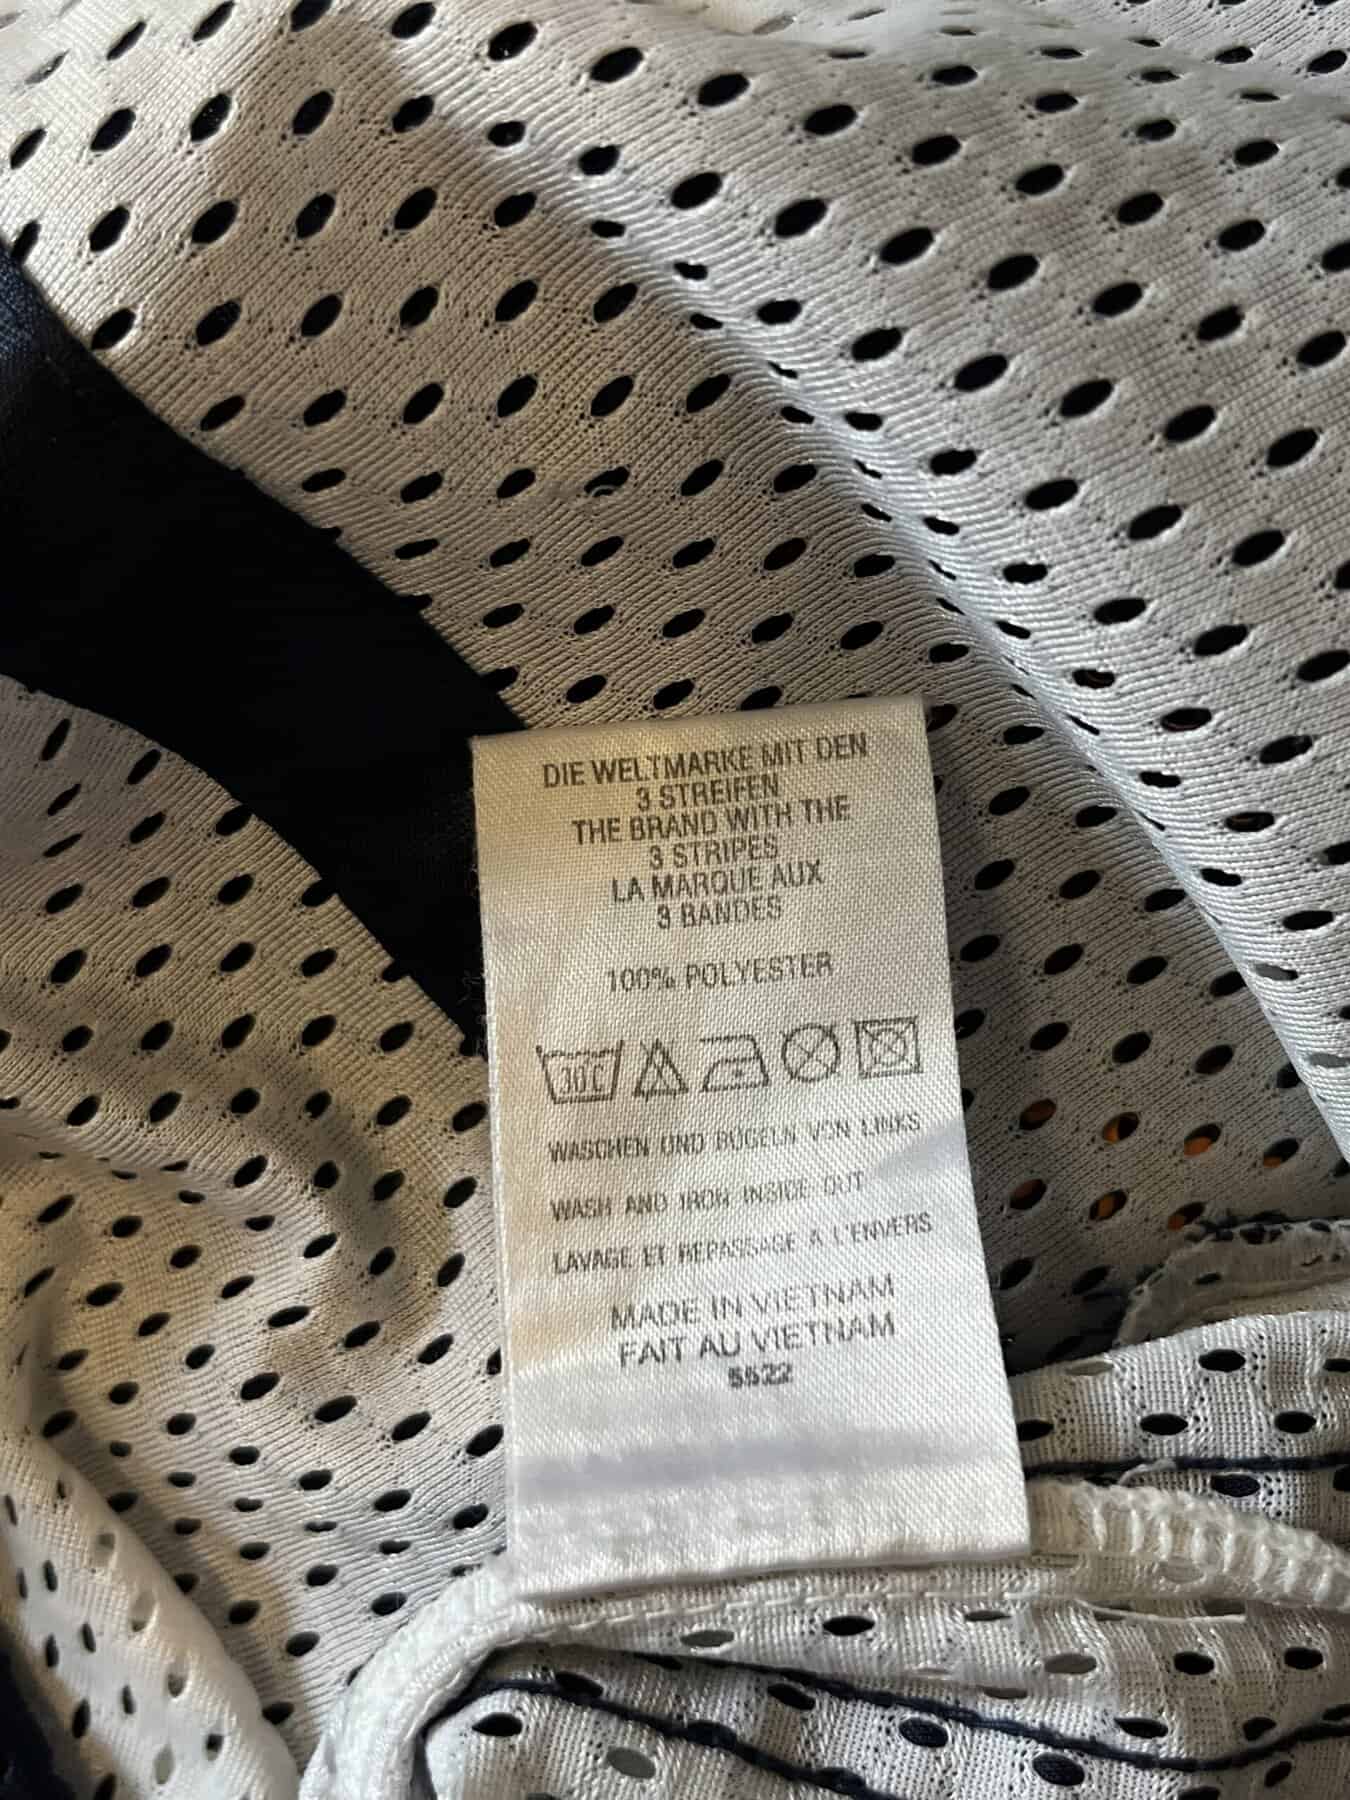 DIE WELTMARKE MIT DEN
3 STREIFEN
THE BRAND WITH THE
3 STRIPES
LA MARQUE AUX
3 BANDES
100% POLYESTER
30°C
WASCHEN UND BÜGELN VON LINKS
WASH AND IRON INSIDE OUT
LAVAGE ET REPASSAGE A L'ENVERS
MADE IN VIETNAM
FAIT AU VIETNAM
5522